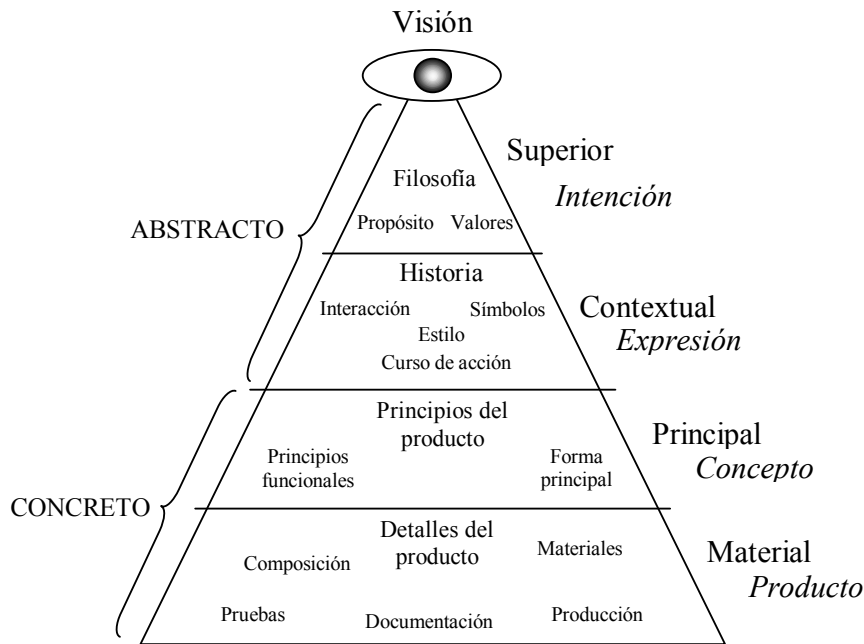 Visión
Superior
Intención
Filosofía
Propósito Valores
ABSTRACTO
Historia
Interacción Símbolos
Estilo
Curso de acción
Contextual
Expresión
Principios del
producto
Principios
funcionales
Forma
principal
Principal
Concepto
CONCRETO
Detalles del
producto
Composición
Materiales
Pruebas
Documentación
Producción
Material
Producto